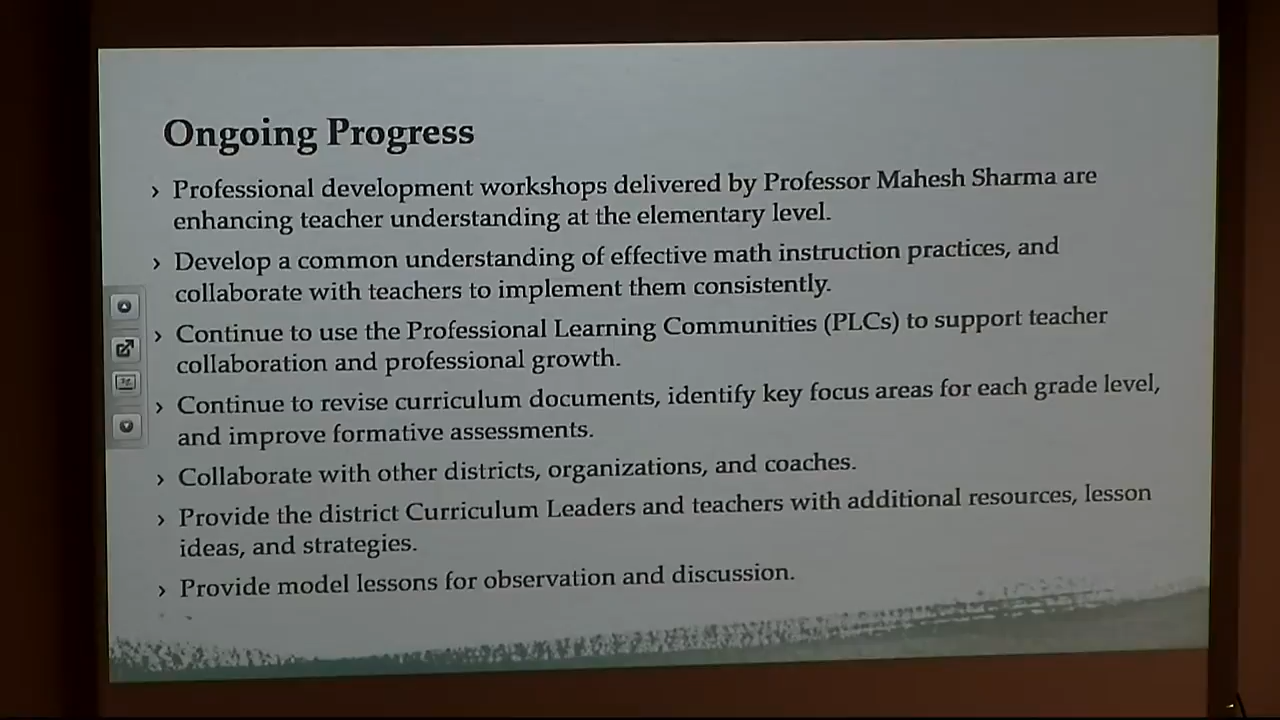 Ongoing Progress
› Professional development workshops delivered by Professor Mahesh Sharma are
enhancing teacher understanding at the elementary level.
› Develop a common understanding of effective math instruction practices, and
collaborate with teachers to implement them consistently.
› Continue to use the Professional Learning Communities (PLCs) to support teacher
collaboration and professional growth.
› Continue to revise curriculum documents, identify key focus areas for each grade level,
and improve formative assessments.
› Collaborate with other districts, organizations, and coaches.
› Provide the district Curriculum Leaders and teachers with additional resources, lesson
ideas, and strategies.
› Provide model lessons for observation and discussion.